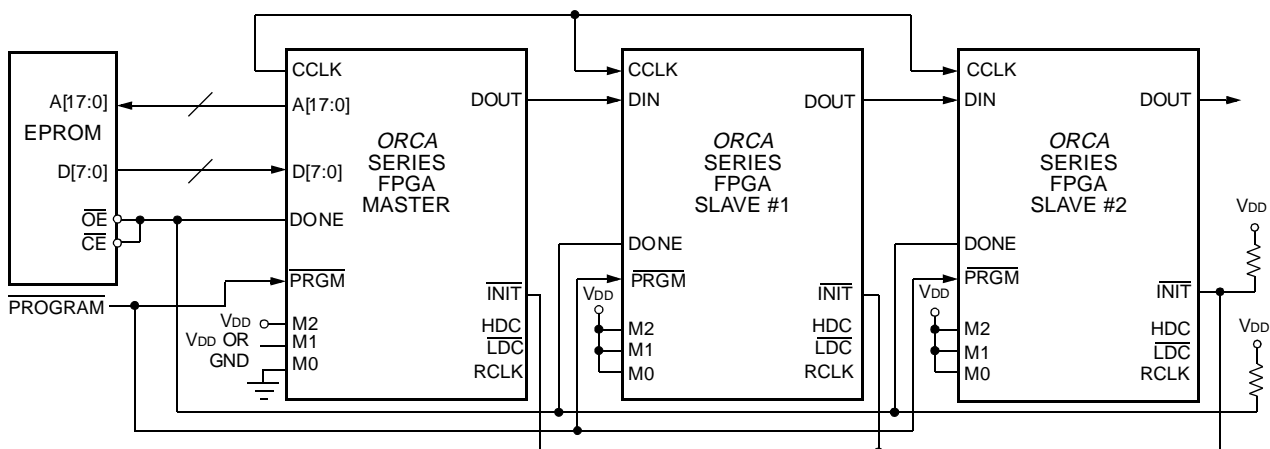 A[17:0]
EPROM
D[7:0]
OE
CE
PROGRAM
CCLK
A[17:0]
DOUT
ORCA
SERIES
FPGA
MASTER
D[7:0]
DONE
PRGM
INIT
VDD
M2
HDC
VDD OR
GND
M1
LDC
M0
RCLK
CCLK
DIN
DOUT
ORCA
SERIES
FPGA
SLAVE #1
DONE
PRGM
VDD
INIT
M2
HDC
M1
LDC
M0
RCLK
CCLK
DIN
DOUT
ORCA
SERIES
FPGA
SLAVE #2
DONE
PRGM
VDD
INIT
M2
HDC
M1
LDC
M0
RCLK
VDD
VDD